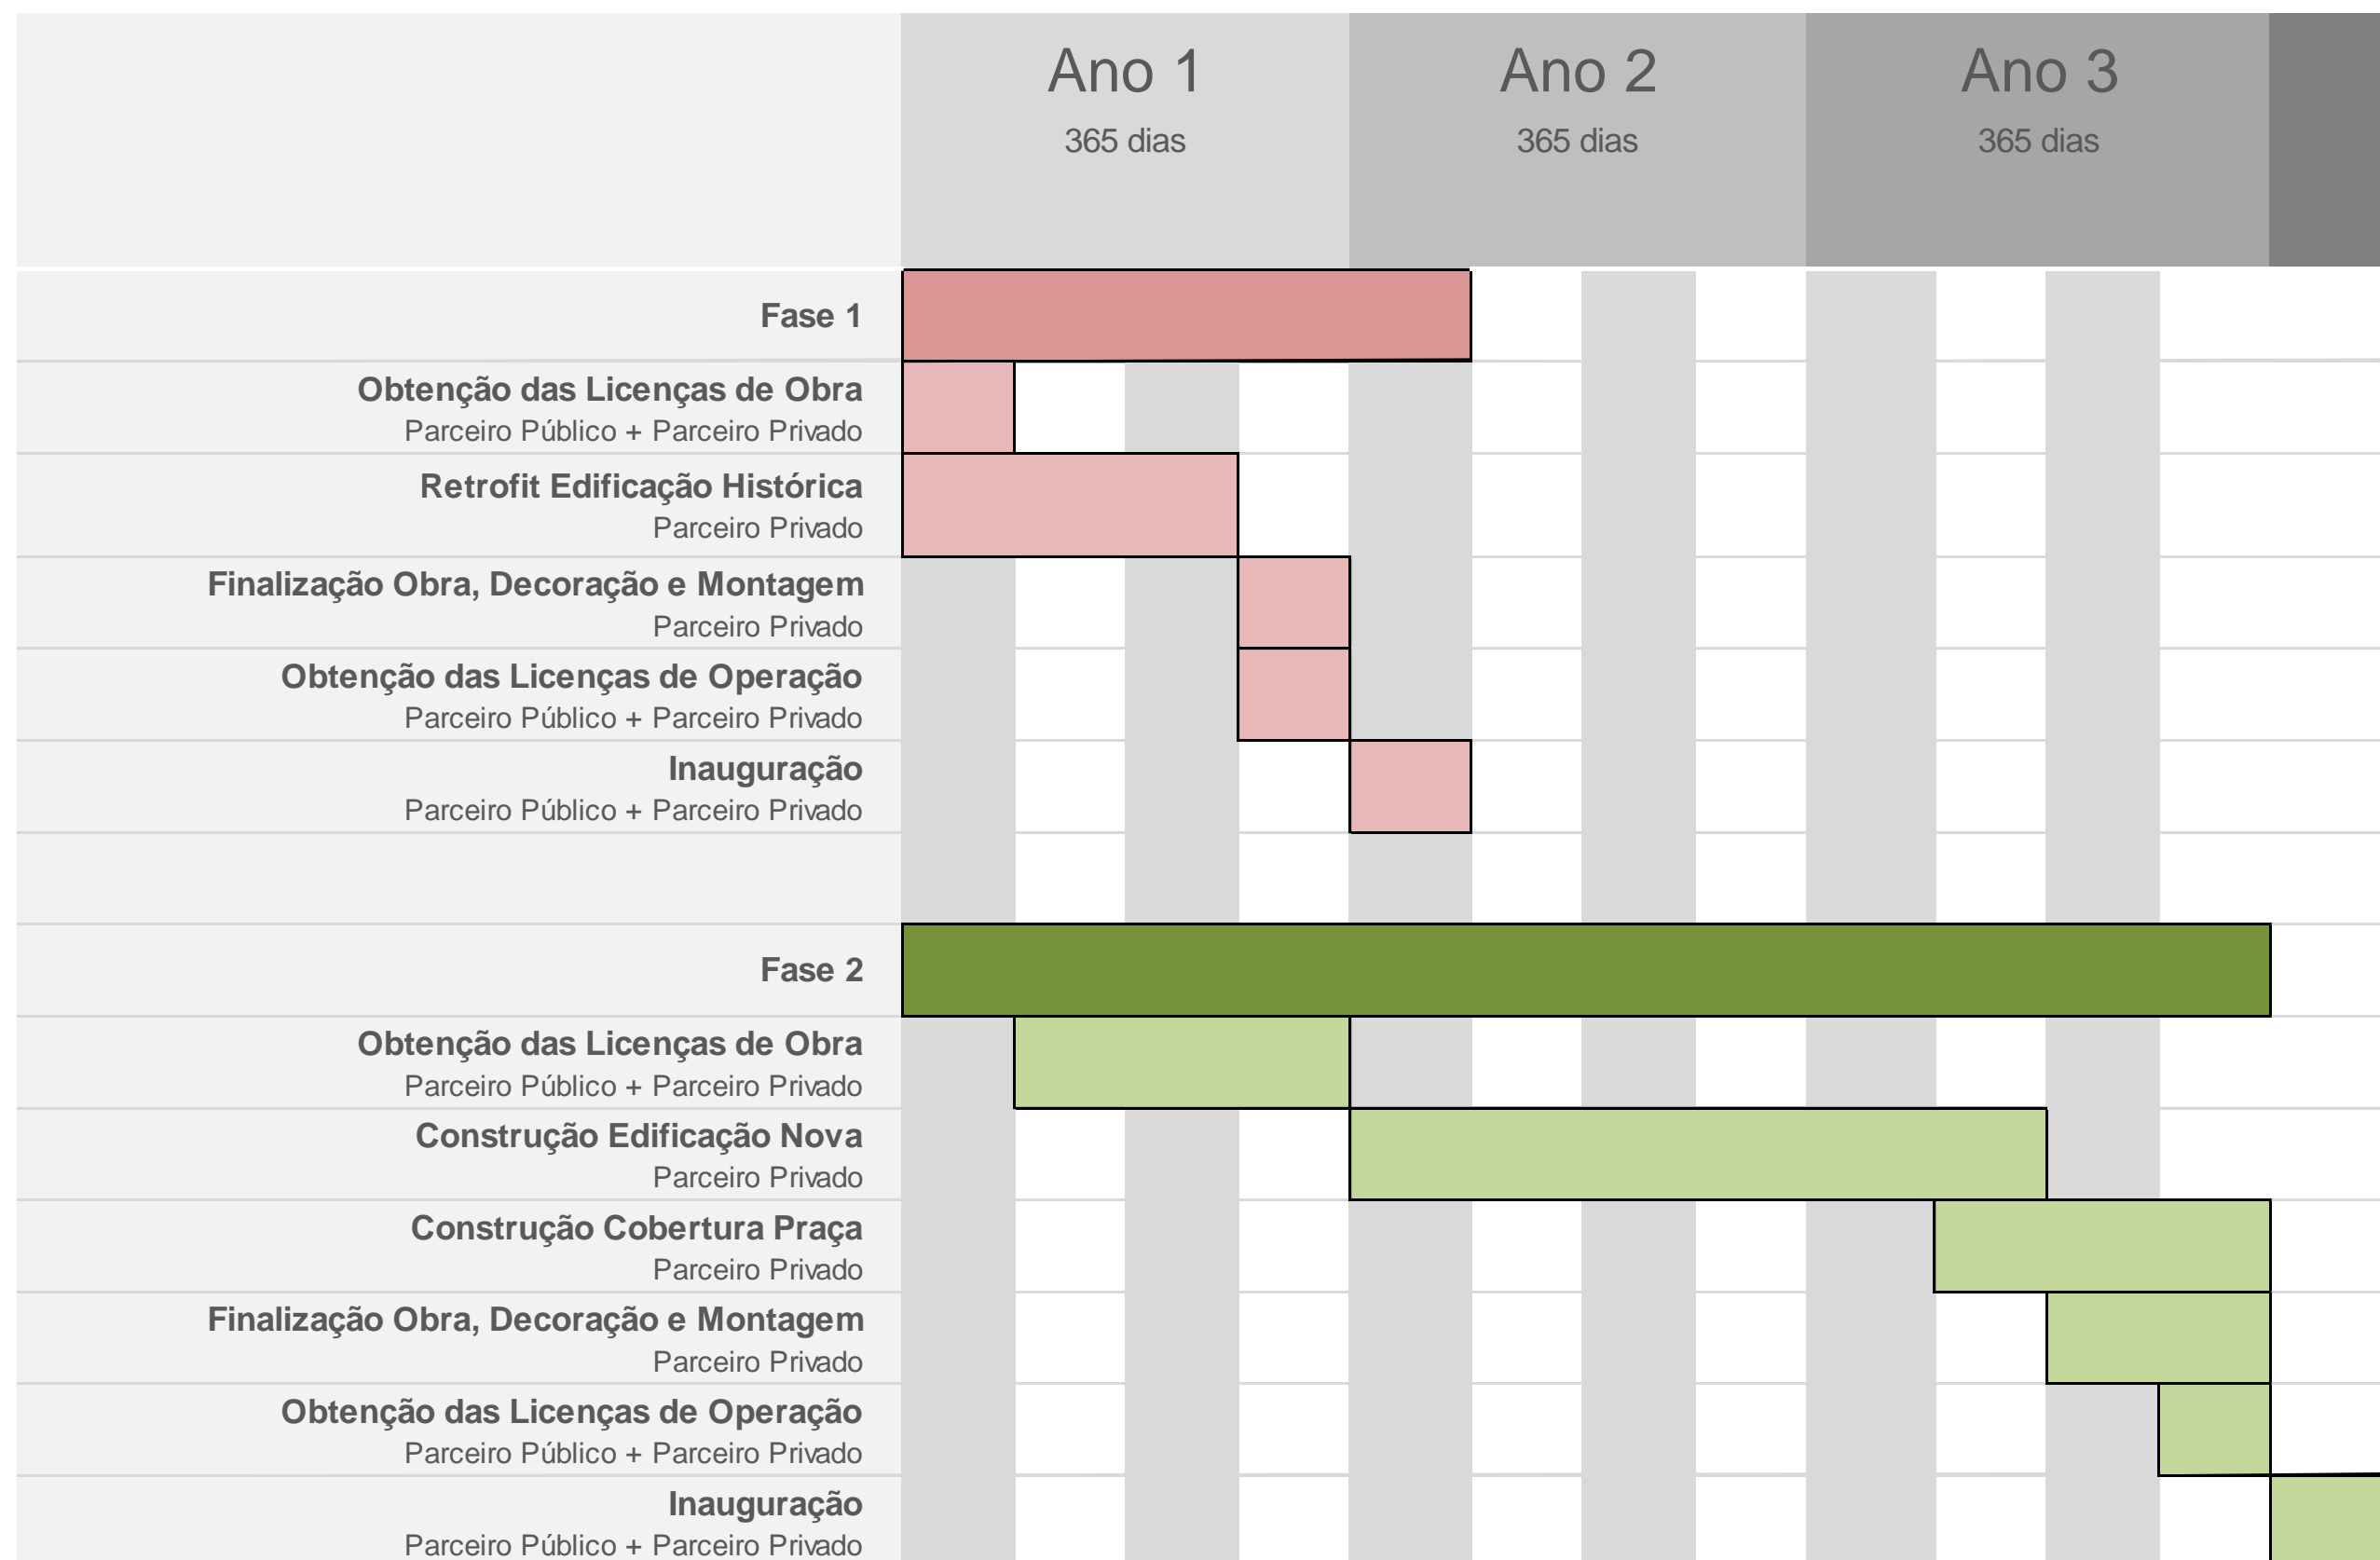 Ano 1
Ano 2
Ano 3
365 dias
365 dias
365 dias
Fase 1
Obtenção das Licenças de Obra
Parceiro Público + Parceiro Privado
Retrofit Edificação Histórica
Parceiro Privado
Finalização Obra, Decoração e Montagem
Parceiro Privado
Obtenção das Licenças de Operação
Parceiro Público + Parceiro Privado
Inauguração
Parceiro Público + Parceiro Privado
Fase 2
Obtenção das Licenças de Obra
Parceiro Público + Parceiro Privado
Construção Edificação Nova
Parceiro Privado
Construção Cobertura Praça
Parceiro Privado
Finalização Obra, Decoração e Montagem
Parceiro Privado
Obtenção das Licenças de Operação
Parceiro Público + Parceiro Privado
Inauguração
Parceiro Público + Parceiro Privado